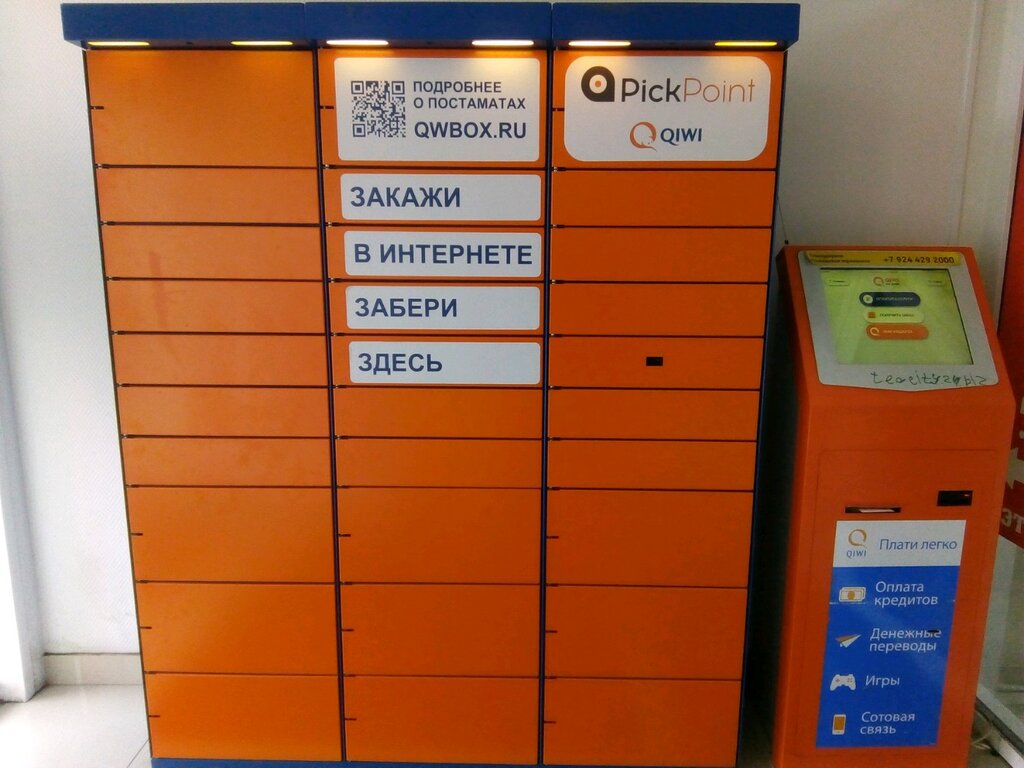 ПОДРОБНЕЕ
О ПОСТАМАТАХ
QWBOX.RU
PickPoint
QIWI
ЗАКАЖИ
В ИНТЕРНЕТЕ
ЗАБЕРИ
ЗДЕСЬ
+7 924 429 2000
QIWI
QIWI
Плати легко
Оплата
кредитов
Денежные
переводы
Игры
Сотовая
связь